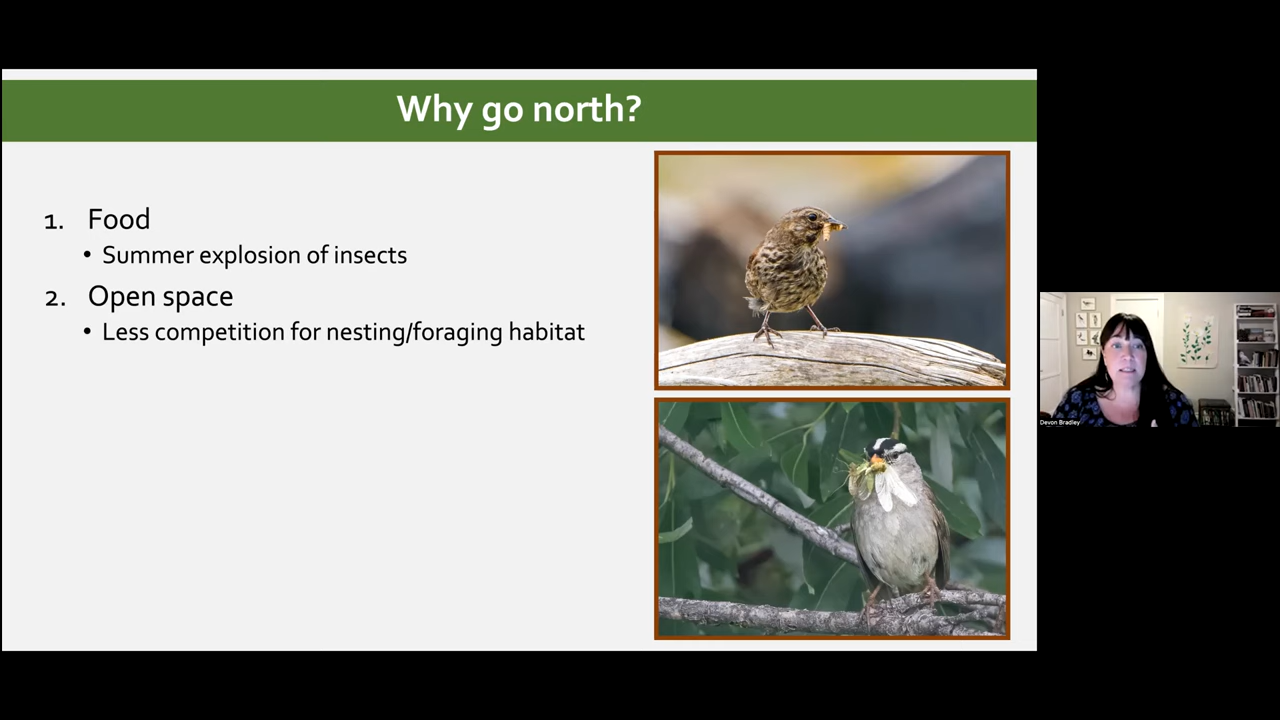 Why go north?
1. Food
• Summer explosion of insects
2. Open space
• Less competition for nesting/foraging habitat
Devon Bradley